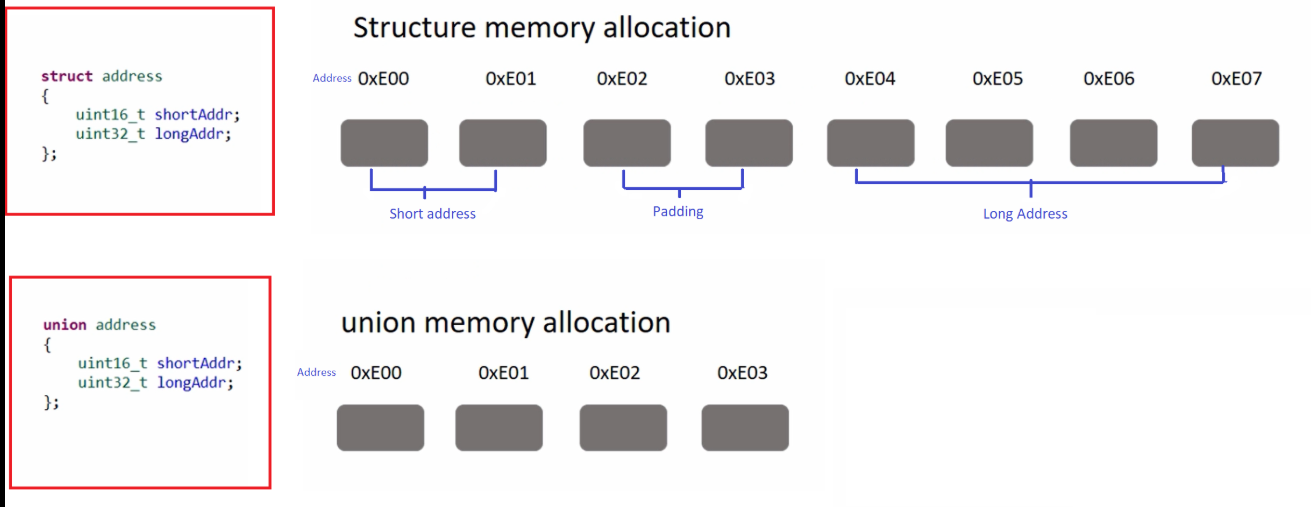 Structure memory allocation
struct address
{
uint16_t shortAddr;
uint32_t longAddr;
};
Address 0xE00 0xE01 0xE02 0xE03 0xE04 0xE05 0xE06 0xE07
Short address Padding Long Address
union memory allocation
union address
{
uint16_t shortAddr;
uint32_t longAddr;
};
Address 0xE00 0xE01 0xE02 0xE03